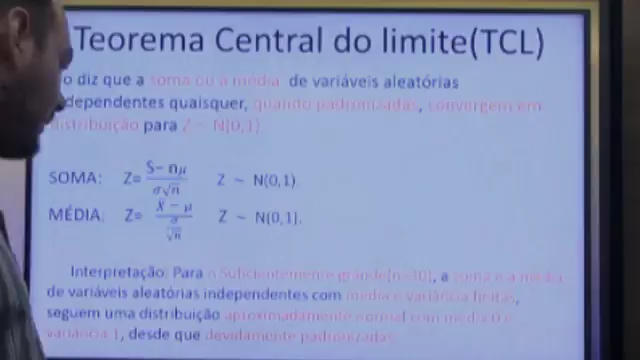 Teorema Central do limite(TCL)
o diz que a soma ou a média de variáveis aleatórias
dependentes quaisquer, quando padronizadas, convergem em
distribuição para Z ~ N(0,1).
SOMA: Z= S− nμ / σ√n Z ~ N(0,1).
MÉDIA: Z= X̄ − μ / σ/√n Z ~ N(0,1).
Interpretação: Para n Suficientemente grande(n>30), a soma e a média
de variáveis aleatórias independentes com média e variância finitas,
seguem uma distribuição aproximadamente normal com média 0 e
variância 1, desde que devidamente padronizadas.